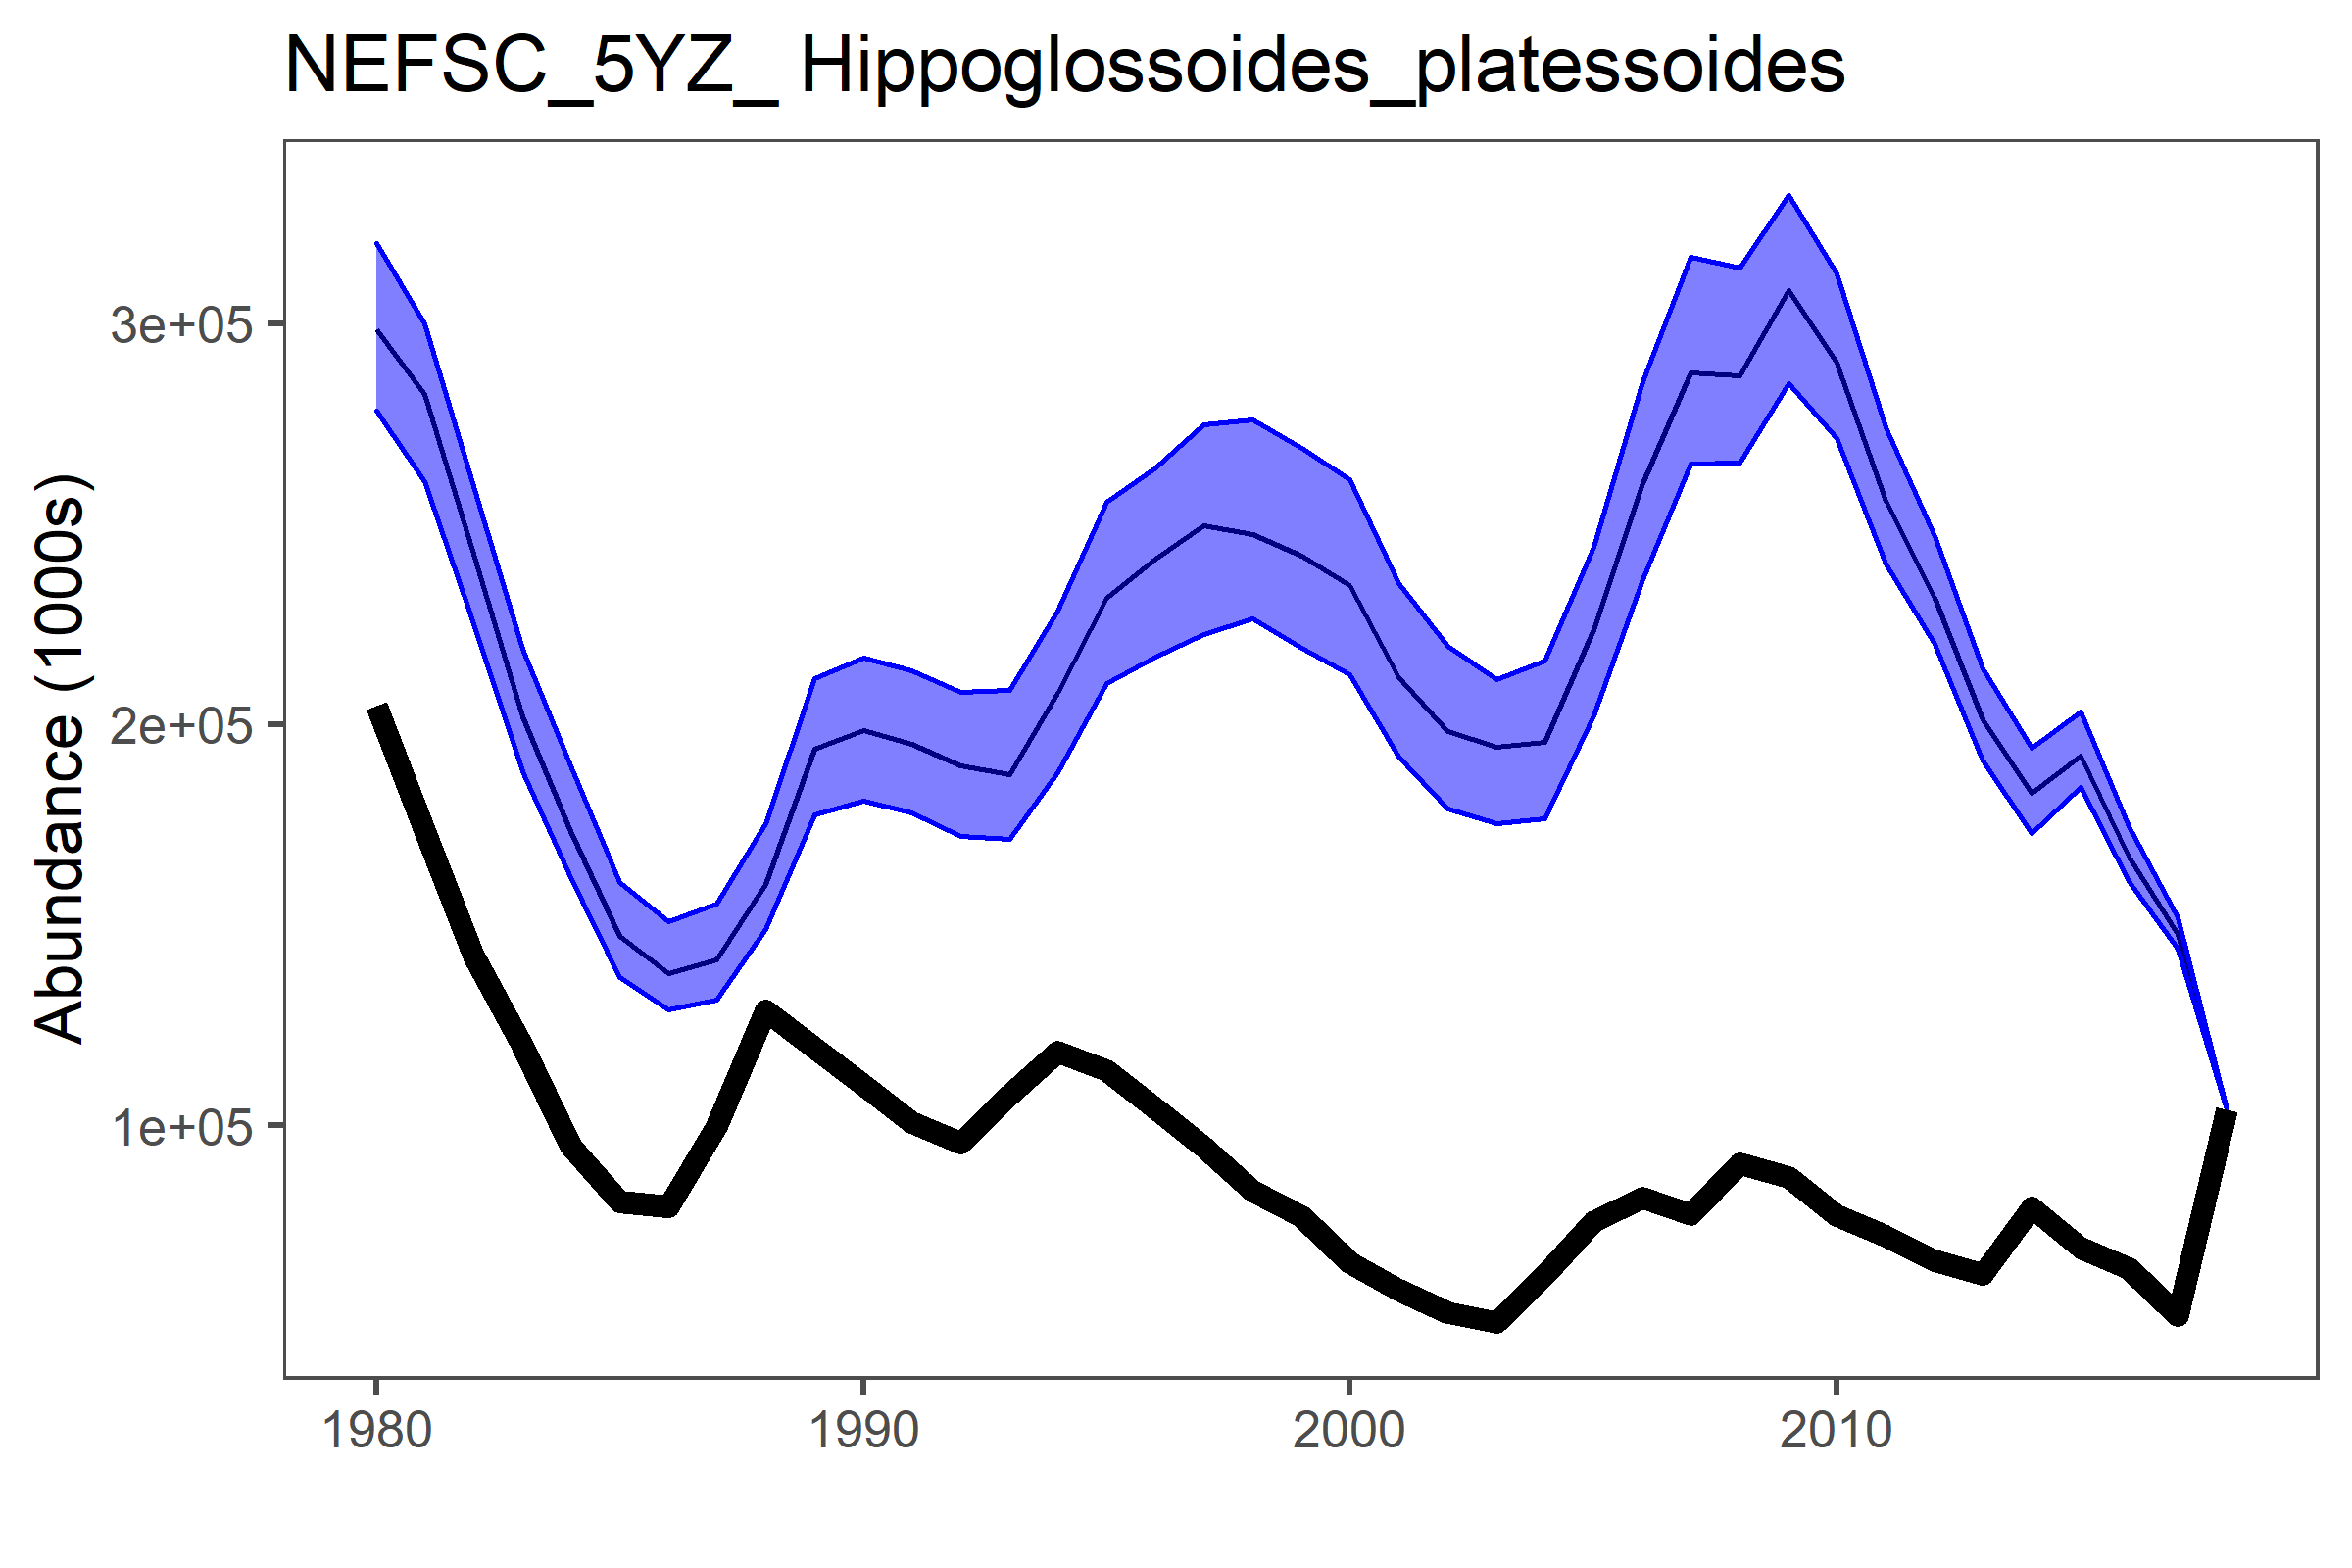 NEFSC_5YZ_ Hippoglossoides_platessoides
Abundance (1000s)
3e+05
2e+05
1e+05
1980 1990 2000 2010